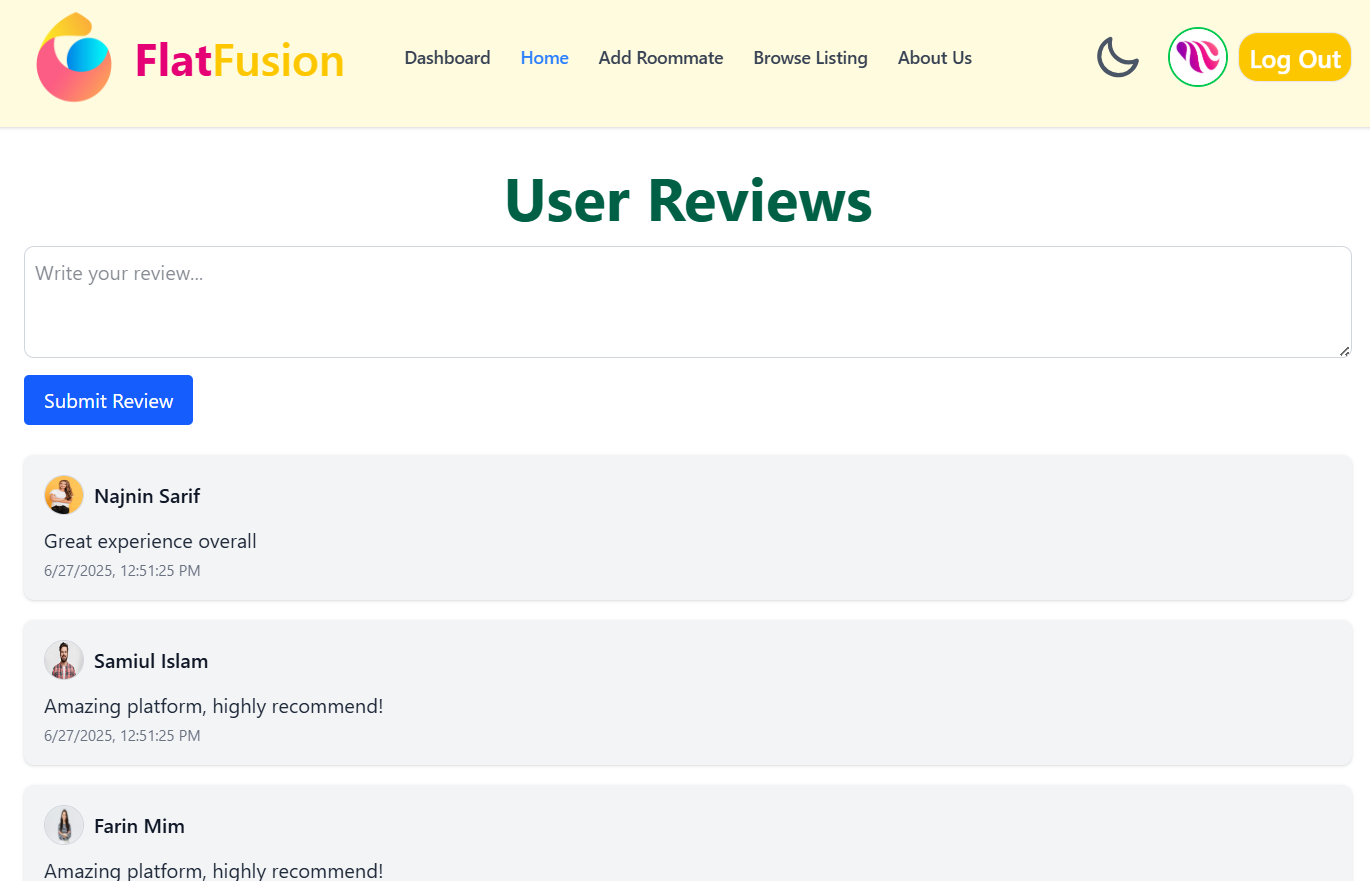 FlatFusion
Dashboard Home Add Roommate Browse Listing About Us
Log Out
User Reviews
Write your review...
Submit Review
Najnin Sarif
Great experience overall
6/27/2025, 12:51:25 PM
Samiul Islam
Amazing platform, highly recommend!
6/27/2025, 12:51:25 PM
Farin Mim
Amazing platform, highly recommend!